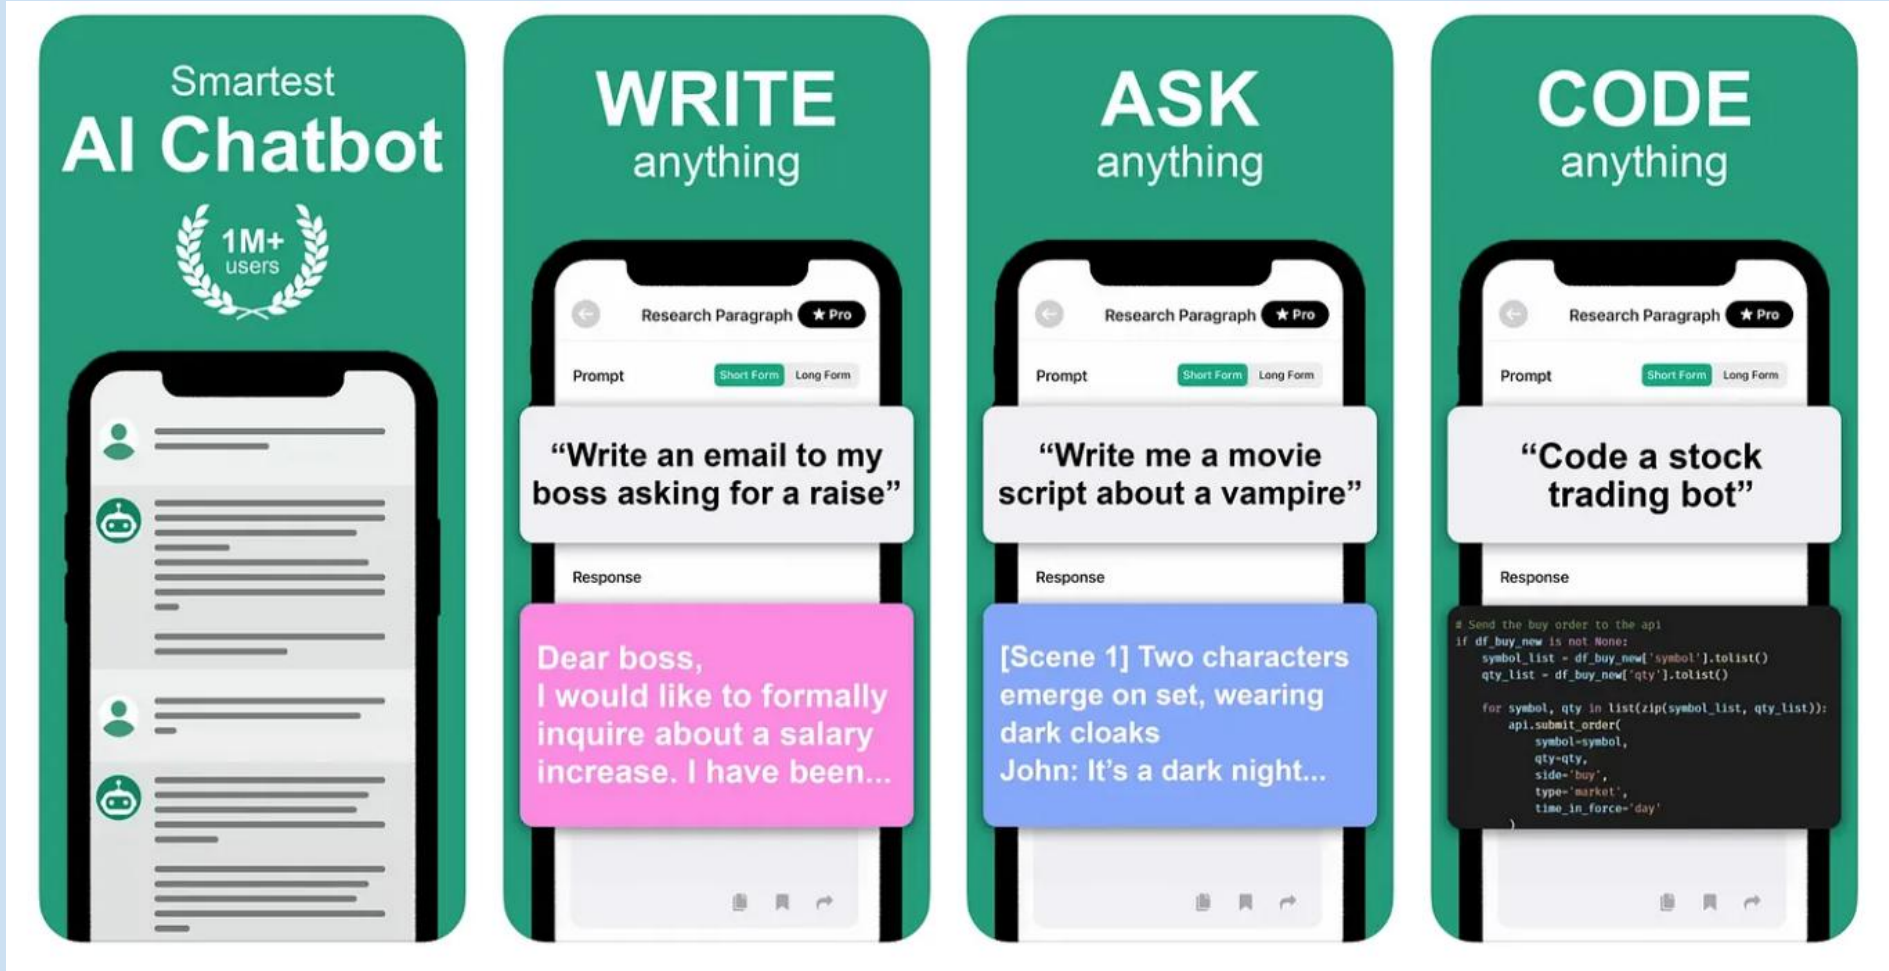 Smartest
AI Chatbot
1M+
users
WRITE
anything
Research Paragraph ★ Pro
Prompt Short Form Long Form
“Write an email to my
boss asking for a raise”
Response
Dear boss,
I would like to formally
inquire about a salary
increase. I have been...
ASK
anything
Research Paragraph ★ Pro
Prompt Short Form Long Form
“Write me a movie
script about a vampire”
Response
[Scene 1] Two characters
emerge on set, wearing
dark cloaks
John: It’s a dark night...
CODE
anything
Research Paragraph ★ Pro
Prompt Short Form Long Form
“Code a stock
trading bot”
Response
# Send the buy order to the api
if df_buy_new is not None:
    symbol_list = df_buy_new['symbol'].tolist()
    qty_list = df_buy_new['qty'].tolist()
    for symbol, qty in list(zip(symbol_list, qty_list)):
        api.submit_order(
            symbol=symbol,
            qty=qty,
            side='buy',
            type='market',
            time_in_force='day'
        )